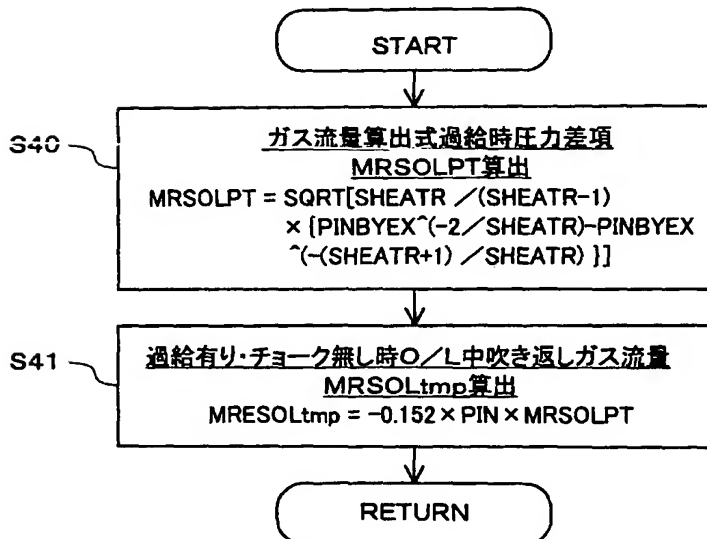 START
S40
ガス流量算出式過給時圧力差項
MRSOLPT算出
MRSOLPT = SQRT[SHEATR／(SHEATR-1)
× {PINBYEX^(-2／SHEATR)-PINBYEX
^(-(SHEATR+1)／SHEATR) }]
S41
過給有り・チョーク無し時O／L中吹き返しガス流量
MRSOLtmp算出
MRESOLtmp = -0.152 × PIN × MRSOLPT
RETURN